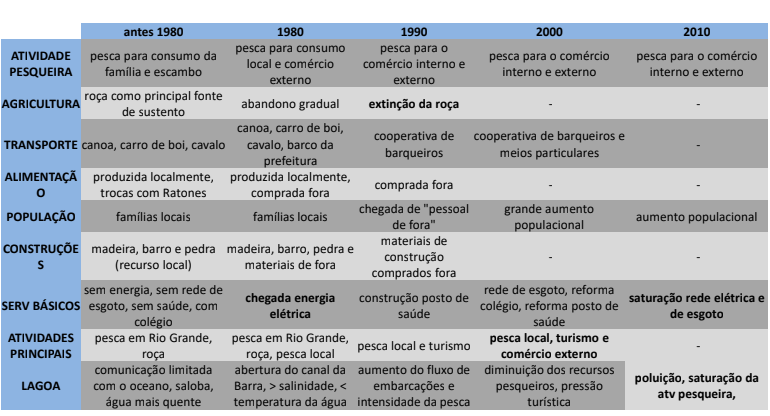 antes 1980 1980 1990 2000 2010
ATIVIDADE
PESQUEIRA
pesca para consumo da
família e escambo
pesca para consumo
local e comércio
externo
pesca para o
comércio interno e
externo
pesca para o comércio
interno e externo
pesca para o comércio
interno e externo
AGRICULTURA
roça como principal fonte
de sustento
abandono gradual
extinção da roça
-
-
TRANSPORTE
canoa, carro de boi, cavalo
canoa, carro de boi,
cavalo, barco da
prefeitura
cooperativa de
barqueiros
cooperativa de barqueiros e
meios particulares
-
ALIMENTAÇÃ
O
produzida localmente,
trocas com Ratones
produzida localmente,
comprada fora
comprada fora
-
-
POPULAÇÃO
famílias locais
famílias locais
chegada de "pessoal
de fora"
grande aumento
populacional
aumento populacional
CONSTRUÇÕE
S
madeira, barro e pedra
(recurso local)
madeira, barro, pedra e
materiais de fora
materiais de
construção
comprados fora
-
-
SERV BÁSICOS
sem energia, sem rede de
esgoto, sem saúde, com
colégio
chegada energia
elétrica
construção posto de
saúde
rede de esgoto, reforma
colégio, reforma posto de
saúde
saturação rede elétrica e
de esgoto
ATIVIDADES
PRINCIPAIS
pesca em Rio Grande,
roça
pesca em Rio Grande,
roça, pesca local
pesca local e turismo
pesca local, turismo e
comércio externo
-
LAGOA
comunicação limitada
com o oceano, saloba,
água mais quente
abertura do canal da
Barra, > salinidade, <
temperatura da água
aumento do fluxo de
embarcações e
intensidade da pesca
diminuição dos recursos
pesqueiros, pressão
turística
poluição, saturação da
atv pesqueira,